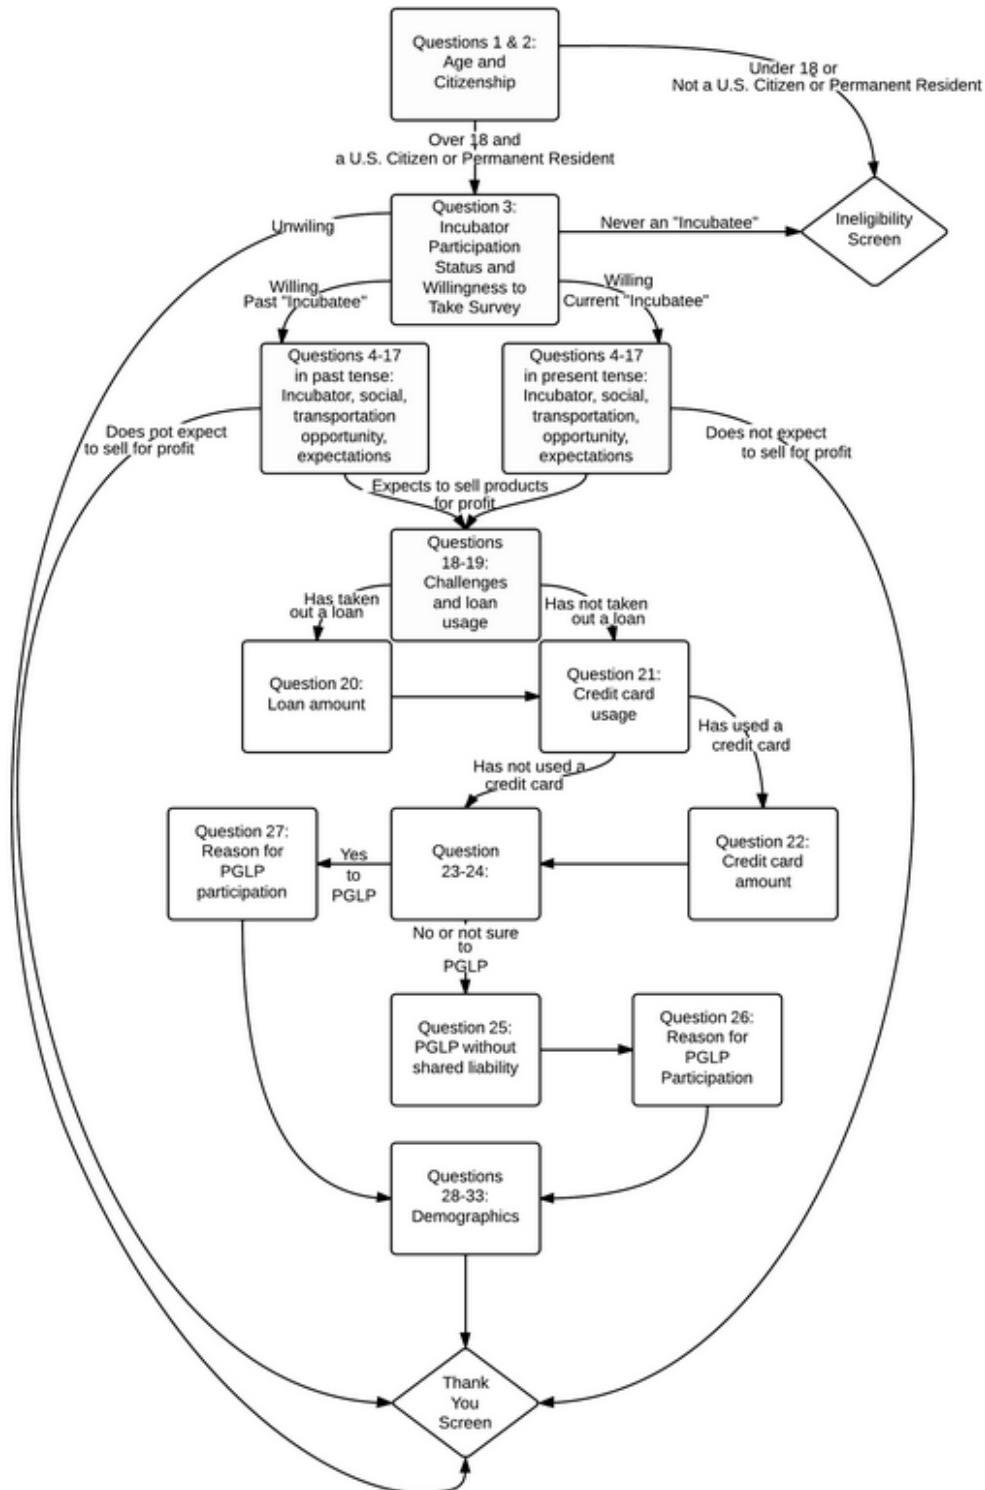 Questions 1 & 2:
Age and
Citizenship
Under 18 or
Not a U.S. Citizen or Permanent Resident
Over 18 and
a U.S. Citizen or Permanent Resident
Question 3:
Incubator
Participation
Status and
Willingness to
Take Survey
Unwiling
Never an "Incubatee"
Ineligibility
Screen
Willing
Past "Incubatee"
Willing
Current "Incubatee"
Questions 4-17
in past tense:
Incubator, social,
transportation
opportunity,
expectations
Questions 4-17
in present tense:
Incubator, social,
transportation,
opportunity,
expectations
Does not expect
to sell for profit
Does not expect
to sell for profit
Expects to sell products
for profit
Questions
18-19:
Challenges
and loan
usage
Has taken
out a loan
Has not taken
out a loan
Question 20:
Loan amount
Question 21:
Credit card
usage
Has used a
credit card
Has not used a
credit card
Question 27:
Reason for
PGLP
participation
Yes
to
PGLP
Question
23-24:
Question 22:
Credit card
amount
No or not sure
to
PGLP
Question 25:
PGLP without
shared liability
Question 26:
Reason for
PGLP
Participation
Questions
28-33:
Demographics
Thank
You
Screen